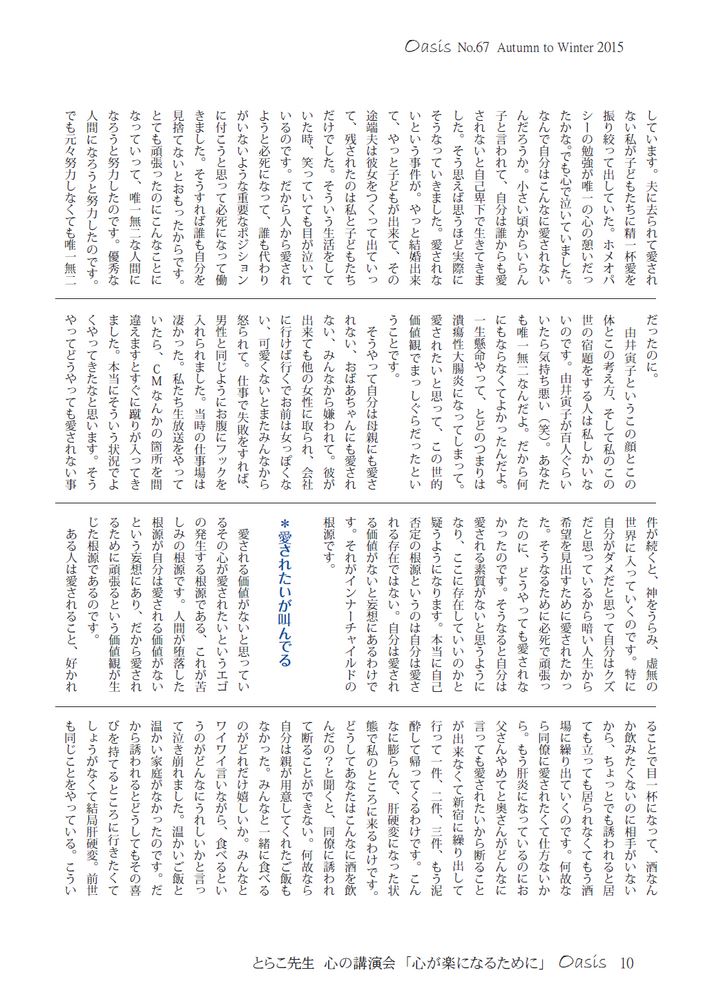 Oasis No.67 Autumn to Winter 2015
しています。夫に去られて愛され
ない私が子どもたちに精一杯愛を
振り絞って出していた。ホメオパ
シーの勉強が唯一の心の憩いだっ
たかな。でも心で泣いていました。
なんで自分はこんなに愛されない
んだろうか。小さい頃からいらん
子と言われて、自分は誰からも愛
されないと自己卑下で生きてきま
した。そう思えば思うほど実際に
そうなっていきました。愛されな
いという事件が。やっと結婚出来
て、やっと子どもが出来て、その
途端夫は彼女をつくって出ていっ
て、残されたのは私と子どもたち
だけでした。そういう生活をして
いた時、笑っていても目が泣いて
いるのです。だから人から愛され
ようと必死になって、誰も代わり
がいないような重要なポジション
に付こうと思って必死になって働
きました。そうすれば誰も自分を
見捨てないとおもったからです。
とても頑張ったのにこんなことに
なっていって、唯一無二な人間に
なろうと努力したのです。優秀な
人間になろうと努力したのです。
でも元々努力しなくても唯一無二
だったのに。
由井寅子というこの顔とこの
体とこの考え方、そして私のこの
世の宿題をする人は私しかいな
いのです。由井寅子が百人ぐらい
いたら気持ち悪い（笑）。あなた
も唯一無二なんだよ。だから何
にもならなくてよかったんだよ。
一生懸命やって、とどのつまりは
潰瘍性大腸炎になってしまって。
愛されたいと思って、この世的
価値観でまっしぐらだったとい
うことです。
そうやって自分は母親にも愛さ
れない、おばあちゃんにも愛され
ない、みんなから嫌われて。彼が
出来ても他の女性に取られ、会社
に行けば行くでお前は女っぽくな
い、可愛くないとまたみんなから
怒られて。仕事で失敗をすれば、
男性と同じようにお腹にフックを
入れられました。当時の仕事場は
凄かった。私たち生放送をやって
いたら、CMなんかの箇所を間
違えますとすぐに蹴りが入ってき
ました。本当にそういう状況でよ
くやってきたなと思います。そう
やってどうやっても愛されない事
件が続くと、神をうらみ、虚無の
世界に入っていくのです。特に
自分がダメだと思って自分はクズ
だと思っているから暗い人生から
希望を見出すために愛されたかっ
た。そうなるために必死で頑張っ
たのに、どうやっても愛されな
かったのです。そうなると自分は
愛される素質がないと思うように
なり、ここに存在していいのかと
疑うようになります。本当に自己
否定の根源というのは自分は愛さ
れる存在ではない。自分は愛され
る価値がないと妄想にあるわけで
す。それがインナーチャイルドの
根源です。
＊愛されたいが叫んでる
愛される価値がないと思ってい
るその心が愛されたいというエゴ
の発生する根源である、これが苦
しみの根源です。人間が堕落した
根源が自分は愛される価値がない
という妄想にあり、だから愛され
るために頑張るという価値観が生
じた根源であるのです。
ある人は愛されること、好かれ
ることで目一杯になって、酒なん
か飲みたくないのに相手がいない
から、ちょっとでも誘われると居
ても立っても居られなくてもう酒
場に繰り出ていくのです。何故な
ら同僚に愛されたくて仕方ないか
ら。もう肝炎になっているのにお
父さんやめてと奥さんがどんなに
言っても愛されたいから断ること
が出来なくて新宿に繰り出して
行って一件、二件、三件、もう泥
酔して帰ってくるわけです。こん
なに膨らんで、肝硬変になった状
態で私のところに来るわけです。
どうしてあなたはこんなに酒を飲
んだの？と聞くと、同僚に誘われ
て断ることができない。何故なら
自分は親が用意してくれたご飯も
なかった。みんなと一緒に食べる
のがどれだけ嬉しいか。みんなと
ワイワイ言いながら、食べるとい
うのがどんなにうれしいかと言っ
て泣き崩れました。温かいご飯と
温かい家庭がなかったのです。だ
から誘われるとどうしてもその喜
びを持てるところに行きたくて
しょうがなくて結局肝硬変。前世
も同じことをやっている。こうい
とらこ先生 心の講演会 「心が楽になるために」 Oasis 10